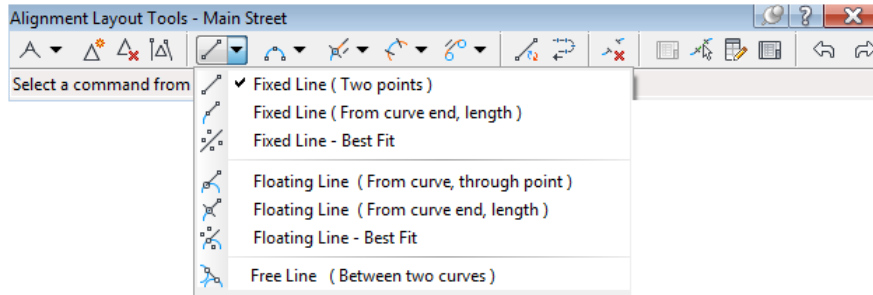 Alignment Layout Tools - Main Street
Select a command from
Fixed Line ( Two points )
Fixed Line ( From curve end, length )
Fixed Line - Best Fit
Floating Line ( From curve, through point )
Floating Line ( From curve end, length )
Floating Line - Best Fit
Free Line ( Between two curves )